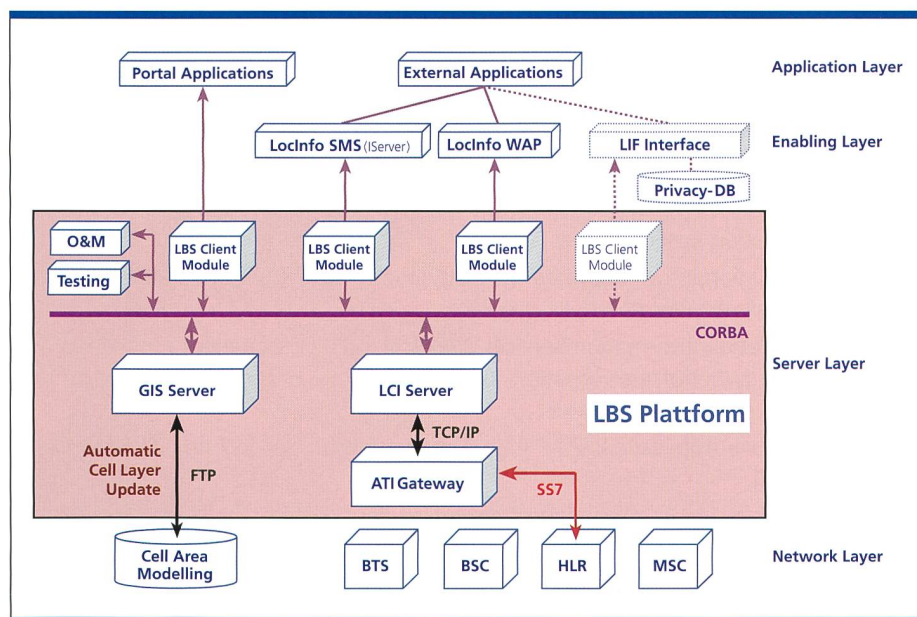 Portal Applications
External Applications
Application Layer
LocInfo SMS (IServer)
LocInfo WAP
LIF Interface
Enabling Layer
Privacy-DB
O&M
Testing
LBS Client
Module
LBS Client
Module
LBS Client
Module
LBS Client
Module
CORBA
GIS Server
LCI Server
Server Layer
LBS Plattform
TCP/IP
Automatic
Cell Layer
Update
FTP
ATI Gateway
SS7
Cell Area
Modelling
BTS
BSC
HLR
MSC
Network Layer